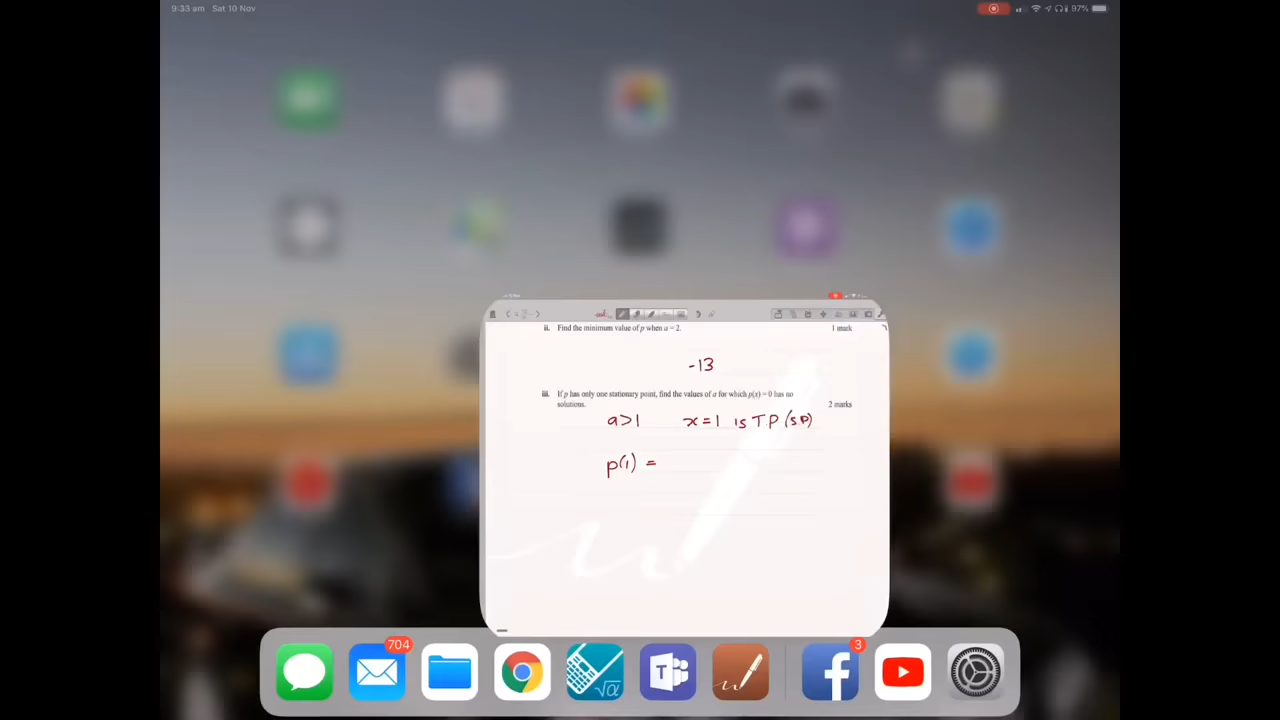 9:33 am Sat 10 Nov
97%
ii. Find the minimum value of p when a = 2. 1 mark
-13
iii. If p has only one stationary point, find the values of a for which p(x) = 0 has no
solutions. 2 marks
a>1 x=1 is T.P (S.P)
p(1) =
704
3
√α
T